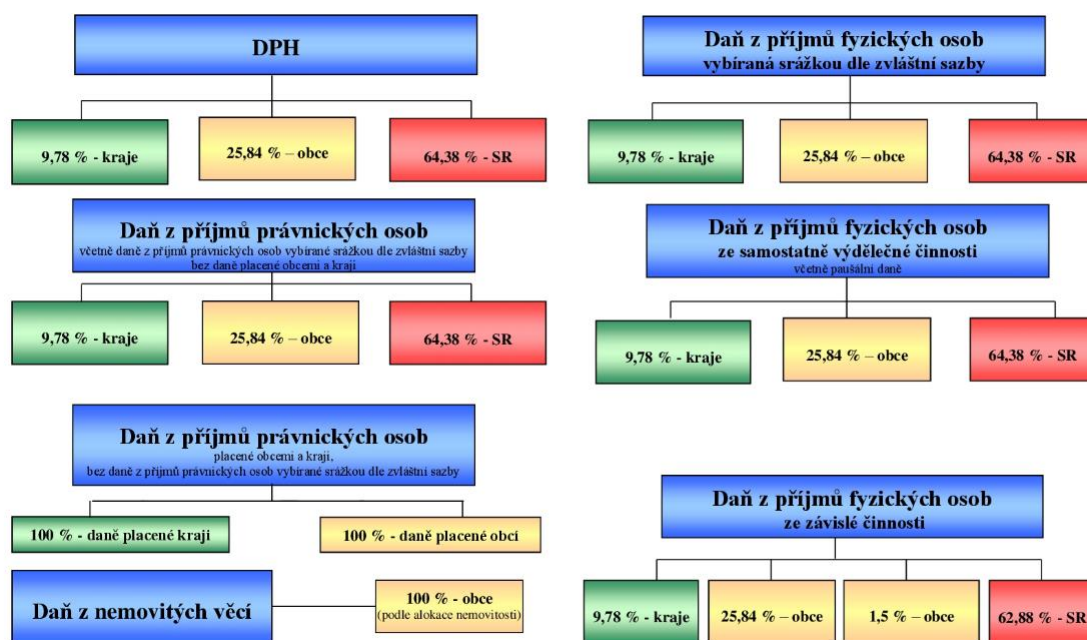 DPH
9,78 % - kraje
25,84 % – obce
64,38 % - SR
Daň z příjmů právnických osob
včetně daně z příjmů právnických osob vybírané srážkou dle zvláštní sazby
bez daně placené obcemi a kraji
9,78 % - kraje
25,84 % – obce
64,38 % - SR
Daň z příjmů právnických osob
placené obcemi a kraji,
bez daně z příjmů právnických osob vybírané srážkou dle zvláštní sazby
100 % - daně placené kraji
100 % - daně placené obcí
Daň z nemovitých věcí
100 % - obce
(podle alokace nemovitosti)
Daň z příjmů fyzických osob
vybíraná srážkou dle zvláštní sazby
9,78 % - kraje
25,84 % – obce
64,38 % - SR
Daň z příjmů fyzických osob
ze samostatně výdělečné činnosti
včetně paušální daně
9,78 % - kraje
25,84 % – obce
64,38 % - SR
Daň z příjmů fyzických osob
ze závislé činnosti
9,78 % - kraje
25,84 % – obce
1,5 % – obce
62,88 % - SR